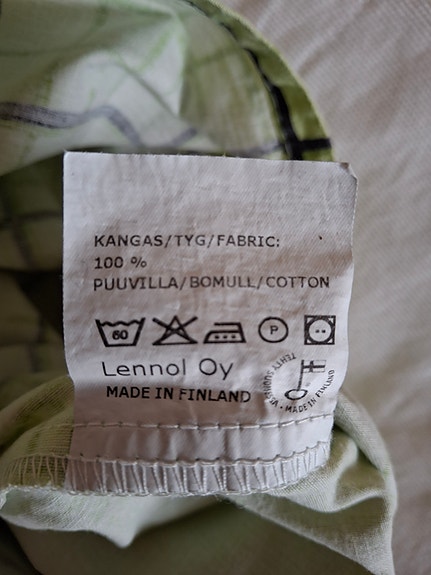 KANGAS/TYG/FABRIC:
100 %
PUUVILLA/BOMULL/COTTON
60
P
Lennol Oy
MADE IN FINLAND
TEHTY SUOMESSA • MADE IN FINLAND